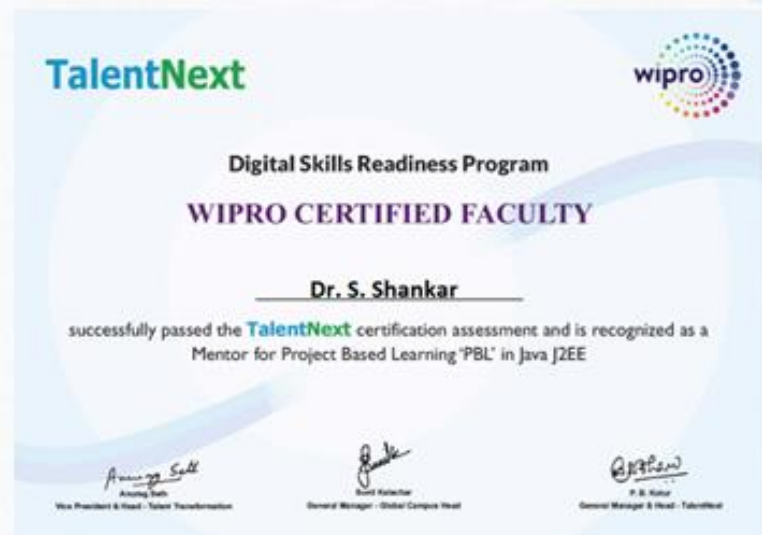 TalentNext
wipro
Digital Skills Readiness Program
WIPRO CERTIFIED FACULTY
Dr. S. Shankar
successfully passed the TalentNext certification assessment and is recognized as a
Mentor for Project Based Learning 'PBL' in Java J2EE
Anurag Seth
Vice President & Head - Talent Transformation
Sunil Kalachar
General Manager - Global Campus Head
P. B. Kotur
General Manager & Head - TalentNext